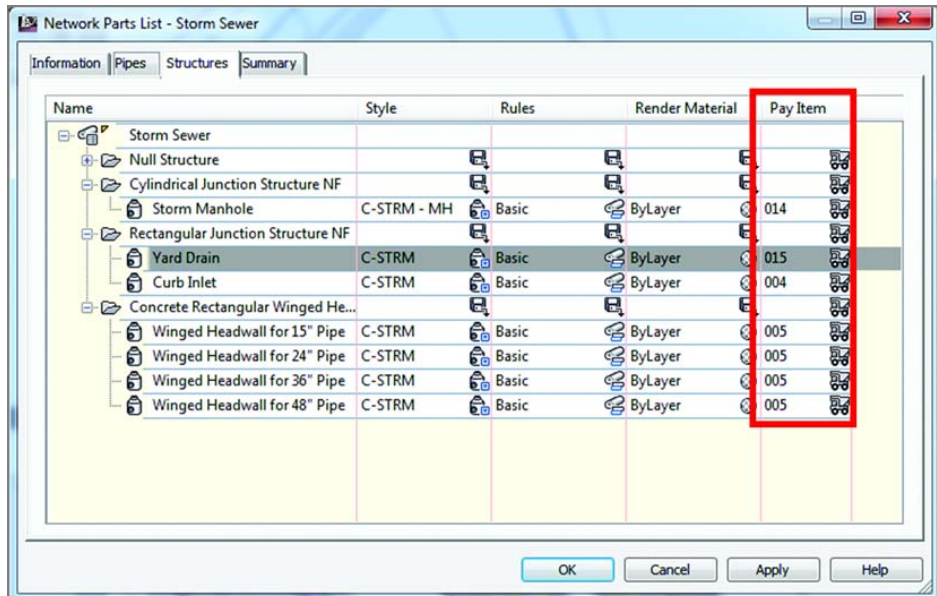 Network Parts List - Storm Sewer
Information Pipes Structures Summary
Name Style Rules Render Material Pay Item
Storm Sewer
Null Structure
Cylindrical Junction Structure NF
Storm Manhole C-STRM - MH Basic ByLayer 014
Rectangular Junction Structure NF
Yard Drain C-STRM Basic ByLayer 015
Curb Inlet C-STRM Basic ByLayer 004
Concrete Rectangular Winged He...
Winged Headwall for 15" Pipe C-STRM Basic ByLayer 005
Winged Headwall for 24" Pipe C-STRM Basic ByLayer 005
Winged Headwall for 36" Pipe C-STRM Basic ByLayer 005
Winged Headwall for 48" Pipe C-STRM Basic ByLayer 005
OK Cancel Apply Help